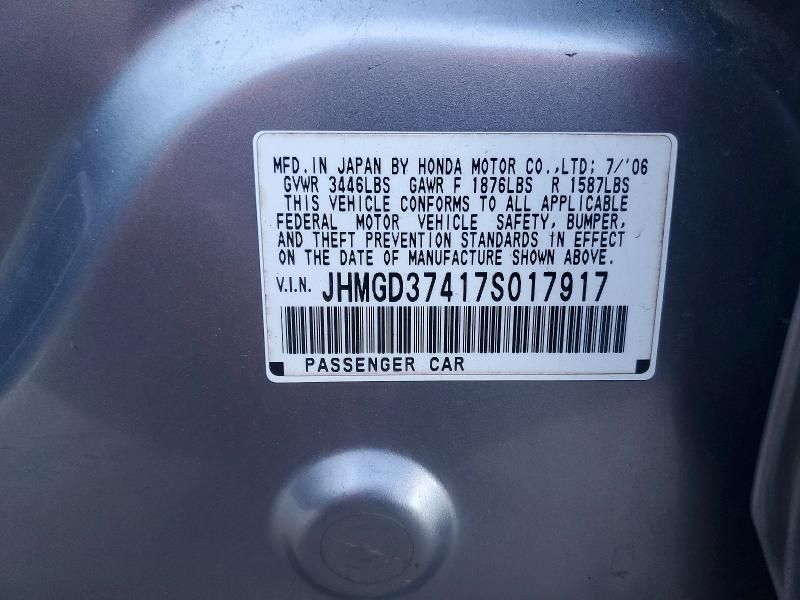 MFD. IN JAPAN BY HONDA MOTOR CO.,LTD; 7/'06
GVWR 3446LBS GAWR F 1876LBS R 1587LBS
THIS VEHICLE CONFORMS TO ALL APPLICABLE
FEDERAL MOTOR VEHICLE SAFETY, BUMPER,
AND THEFT PREVENTION STANDARDS IN EFFECT
ON THE DATE OF MANUFACTURE SHOWN ABOVE.
V.I.N. JHMGD37417S017917
PASSENGER CAR